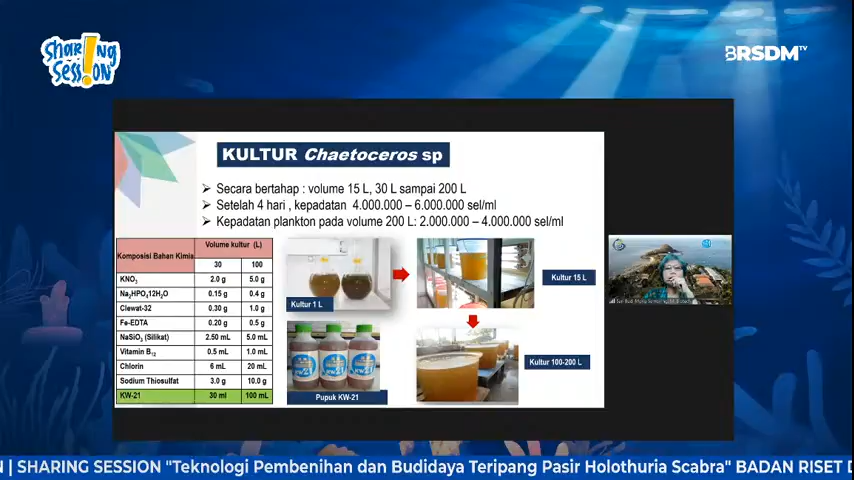 Sharing
Session
BRSDM TV
KULTUR Chaetoceros sp
➢ Secara bertahap : volume 15 L, 30 L sampai 200 L
➢ Setelah 4 hari , kepadatan 4.000.000 – 6.000.000 sel/ml
➢ Kepadatan plankton pada volume 200 L: 2.000.000 – 4.000.000 sel/ml
Komposisi Bahan Kimia Volume kultur (L)
30 100
KNO3 2.0 g 5.0 g
Na2HPO412H2O 0.15 g 0.4 g
Clewat-32 0.30 g 1.0 g
Fe-EDTA 0.20 g 0.5 g
NaSiO3 (Silikat) 2.50 mL 5.0 mL
Vitamin B12 0.5 mL 1.0 mL
Chlorin 6 mL 20 mL
Sodium Thiosulfat 3.0 g 10.0 g
KW-21 30 ml 100 mL
Kultur 1 L
Kultur 15 L
KW21
Pupuk KW-21
Kultur 100-200 L
N | SHARING SESSION "Teknologi Pembenihan dan Budidaya Teripang Pasir Holothuria Scabra" BADAN RISET D